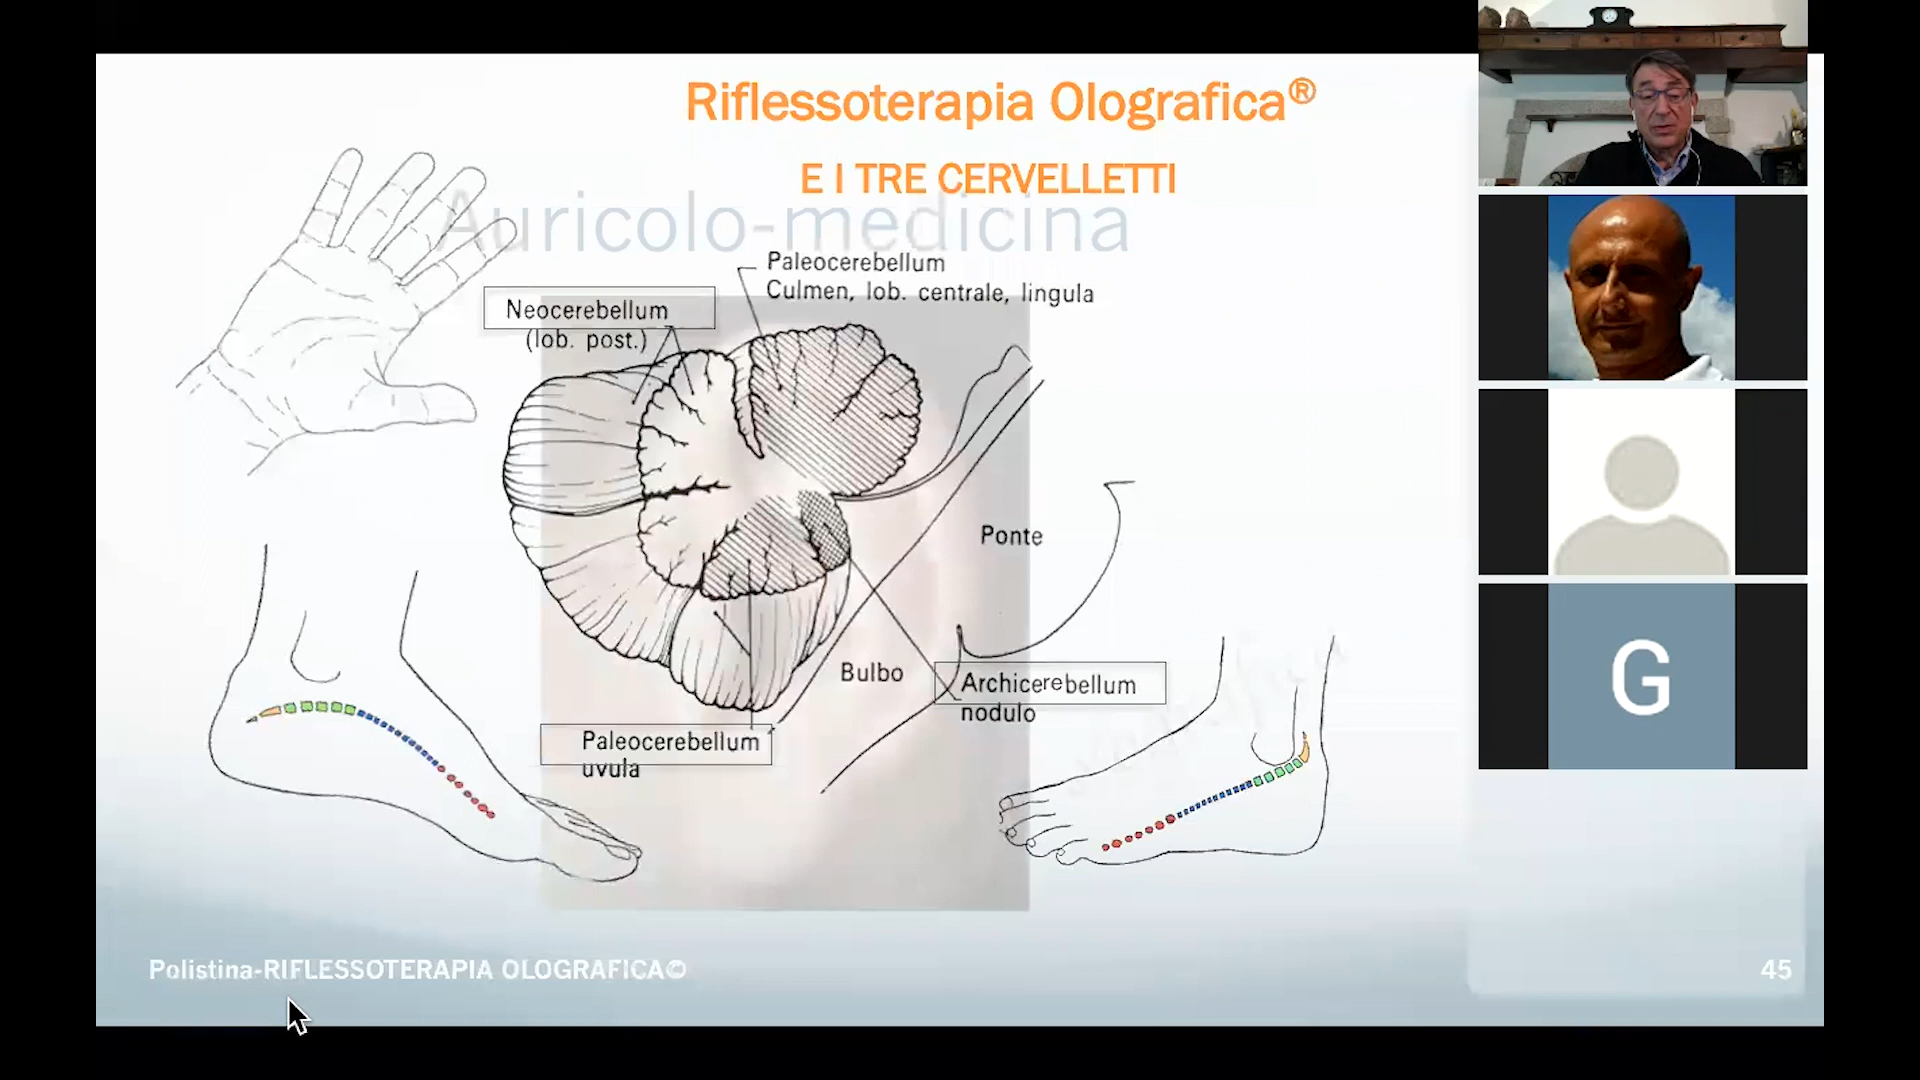 Riflessoterapia Olografica®
E I TRE CERVELLETTI
Auricolo-medicina
Paleocerebellum
Culmen, lob. centrale, lingula
Neocerebellum
(lob. post.)
Ponte
Bulbo
Archicerebellum
nodulo
Paleocerebellum
uvula
Polistina-RIFLESSOTERAPIA OLOGRAFICA©
45
G